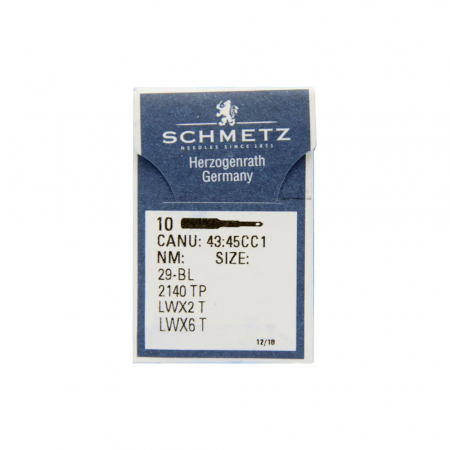 SCHMETZ
NEEDLES SINCE 1851
Herzogenrath
Germany
10
CANU: 43:45CC1
NM: SIZE:
29-BL
2140 TP
LWX2 T
LWX6 T
12/18